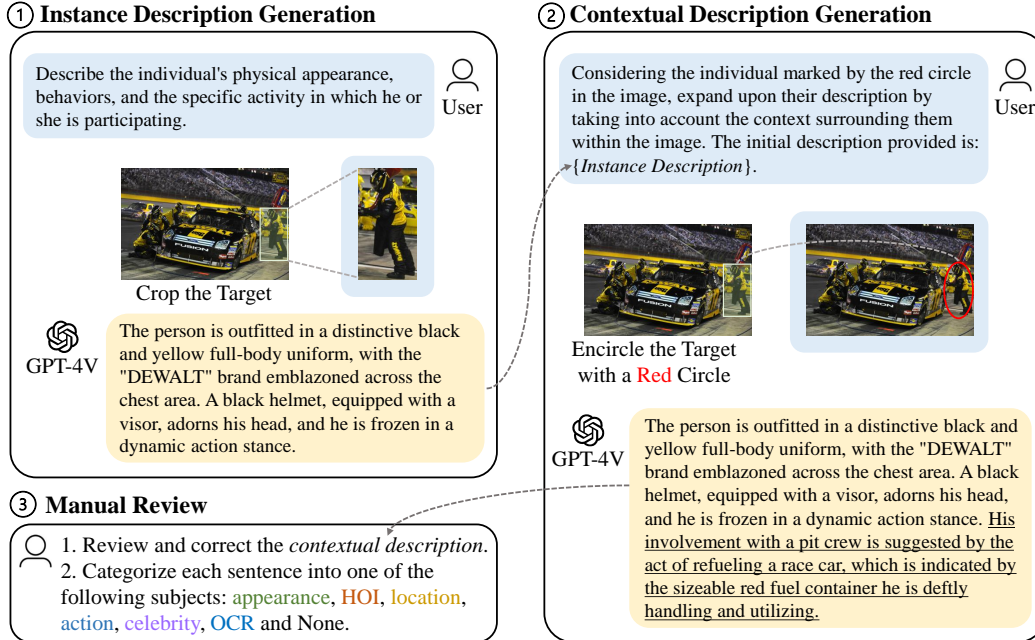 ① Instance Description Generation
Describe the individual's physical appearance,
behaviors, and the specific activity in which he or
she is participating.
User
FUSION
Crop the Target
GPT-4V
The person is outfitted in a distinctive black
and yellow full-body uniform, with the
"DEWALT" brand emblazoned across the
chest area. A black helmet, equipped with a
visor, adorns his head, and he is frozen in a
dynamic action stance.
② Contextual Description Generation
Considering the individual marked by the red circle
in the image, expand upon their description by
taking into account the context surrounding them
within the image. The initial description provided is:
{Instance Description}.
User
FUSION
FUSION
Encircle the Target
with a Red Circle
GPT-4V
The person is outfitted in a distinctive black and
yellow full-body uniform, with the "DEWALT"
brand emblazoned across the chest area. A black
helmet, equipped with a visor, adorns his head,
and he is frozen in a dynamic action stance. His
involvement with a pit crew is suggested by the
act of refueling a race car, which is indicated by
the sizeable red fuel container he is deftly
handling and utilizing.
③ Manual Review
1. Review and correct the contextual description.
2. Categorize each sentence into one of the
following subjects: appearance, HOI, location,
action, celebrity, OCR and None.